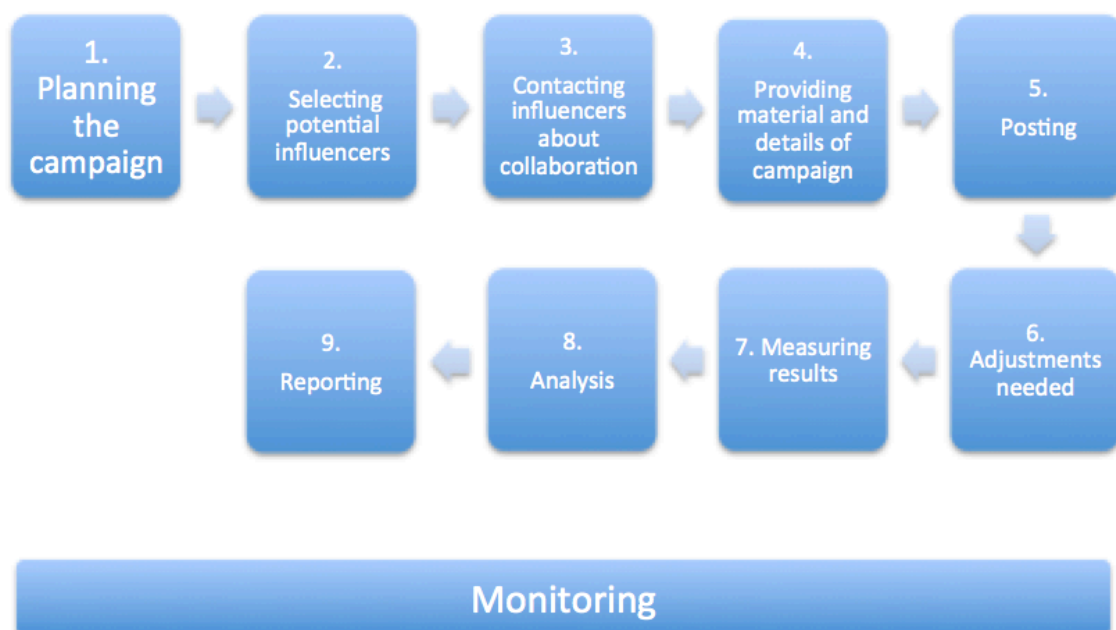 1.
Planning
the
campaign
2.
Selecting
potential
influencers
3.
Contacting
influencers
about
collaboration
4.
Providing
material and
details of
campaign
5.
Posting
6.
Adjustments
needed
7. Measuring
results
8.
Analysis
9.
Reporting
Monitoring